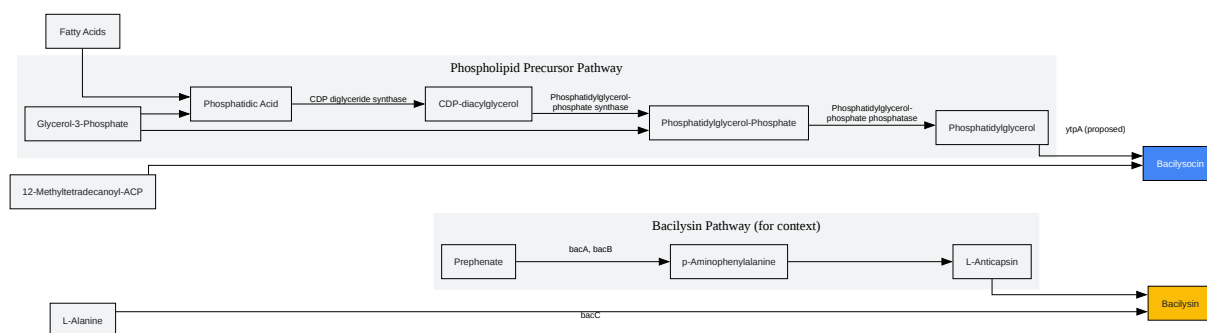 Fatty Acids
Phospholipid Precursor Pathway
Phosphatidic Acid
CDP diglyceride synthase
CDP-diacylglycerol
Phosphatidylglycerol-
phosphate synthase
Glycerol-3-Phosphate
Phosphatidylglycerol-Phosphate
Phosphatidylglycerol-
phosphate phosphatase
Phosphatidylglycerol
ytpA (proposed)
Bacilysocin
12-Methyltetradecanoyl-ACP
Bacilysin Pathway (for context)
Prephenate
bacA, bacB
p-Aminophenylalanine
L-Anticapsin
Bacilysin
L-Alanine
bacC